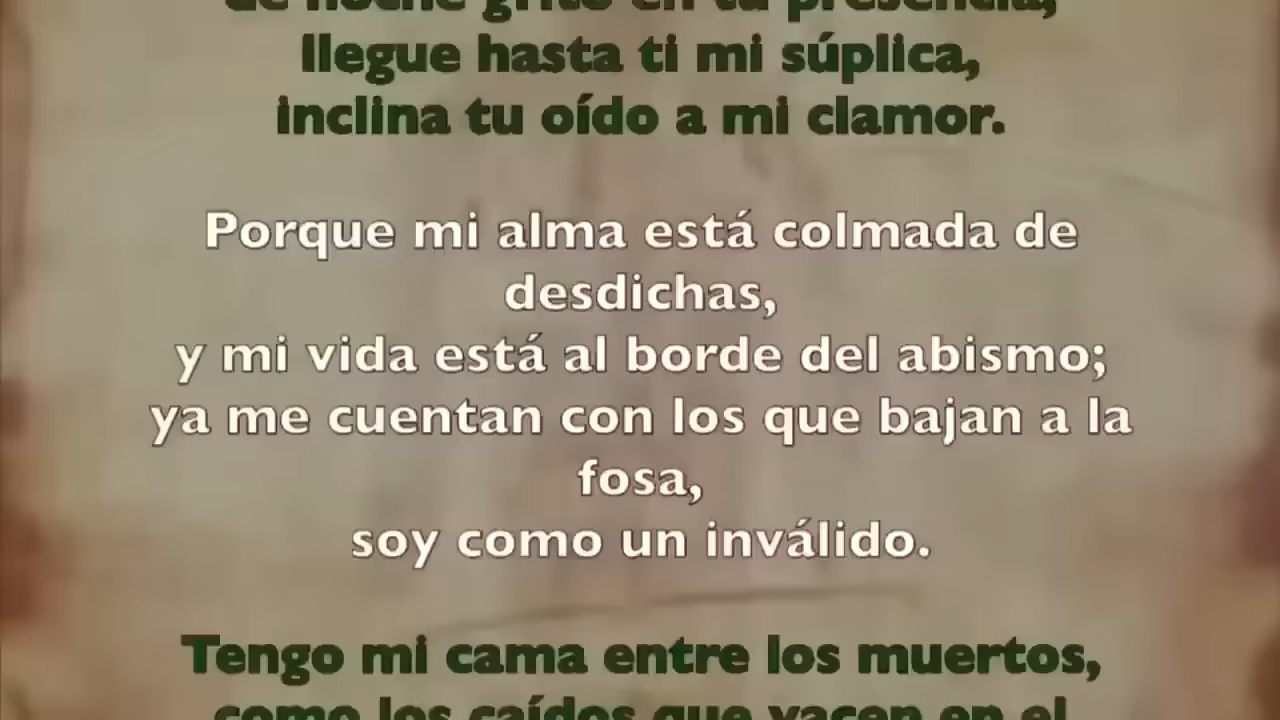 de noche grito en tu presencia,
llegue hasta ti mi súplica,
inclina tu oído a mi clamor.
Porque mi alma está colmada de
desdichas,
y mi vida está al borde del abismo;
ya me cuentan con los que bajan a la
fosa,
soy como un inválido.
Tengo mi cama entre los muertos,
como los caídos que yacen en el